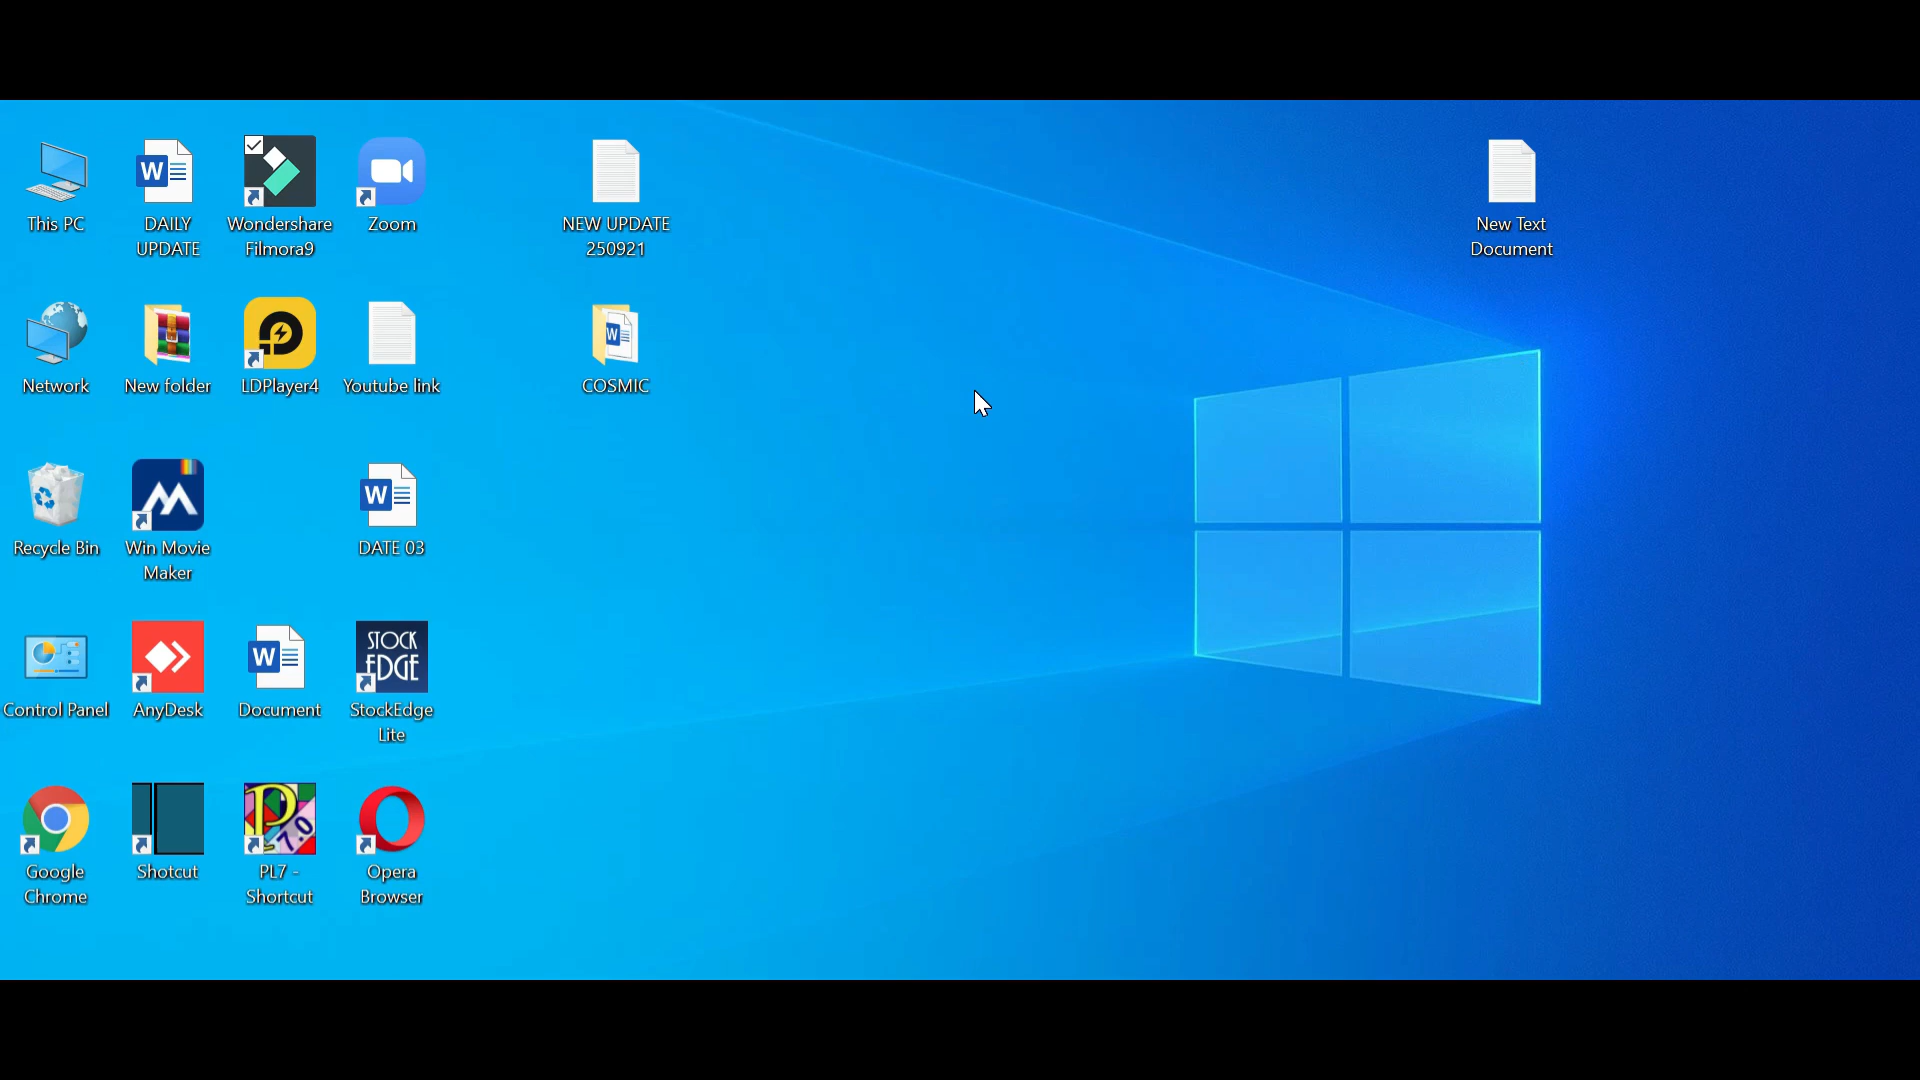 This PC
DAILY
UPDATE
Wondershare
Filmora9
Zoom
NEW UPDATE
250921
New Text
Document
Network
New folder
LDPlayer4
Youtube link
COSMIC
Recycle Bin
Win Movie
Maker
W
DATE 03
Control Panel
AnyDesk
Document
STOCK
EDGE
StockEdge
Lite
Google
Chrome
Shotcut
P
7.0
PL7 -
Shortcut
Opera
Browser